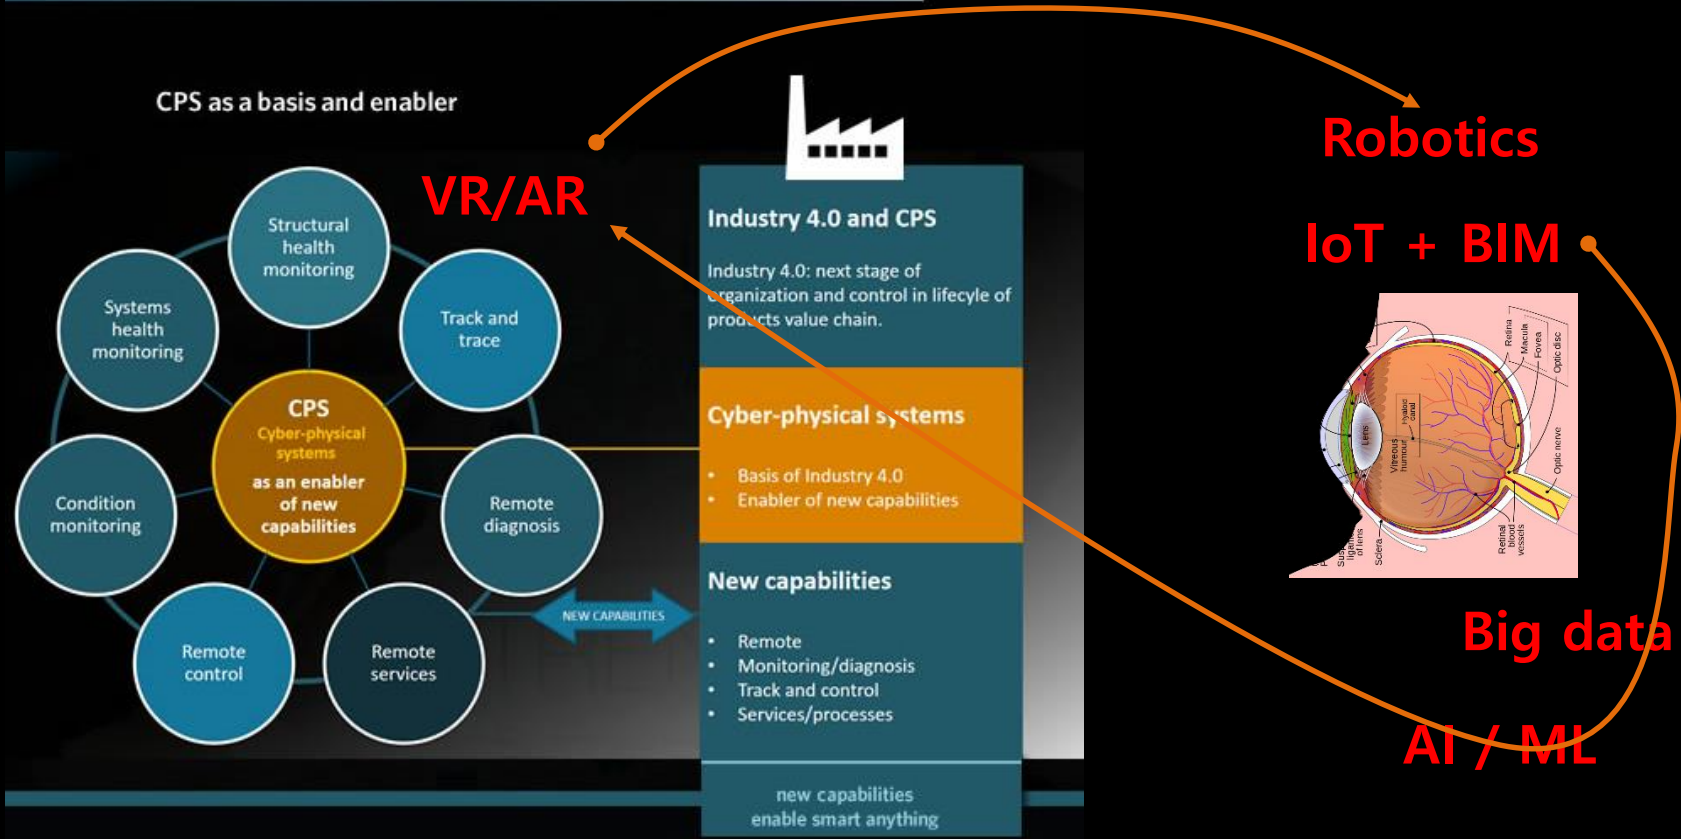 CPS as a basis and enabler
VR/AR
Structural
health
monitoring
Systems
health
monitoring
Track and
trace
CPS
Cyber-physical
systems
as an enabler
of new
capabilities
Condition
monitoring
Remote
diagnosis
Remote
control
Remote
services
NEW CAPABILITIES
Industry 4.0 and CPS
Industry 4.0: next stage of
organization and control in lifecyle of
products value chain.
Cyber-physical systems
• Basis of Industry 4.0
• Enabler of new capabilities
New capabilities
• Remote
• Monitoring/diagnosis
• Track and control
• Services/processes
new capabilities
enable smart anything
Robotics
IoT + BIM
Retina
Macula
Fovea
Optic disc
Lens
Hyaloid
canal
Vitreous
humour
Optic nerve
Retinal
blood
vessels
Sclera
of lens
Big data
AI / ML